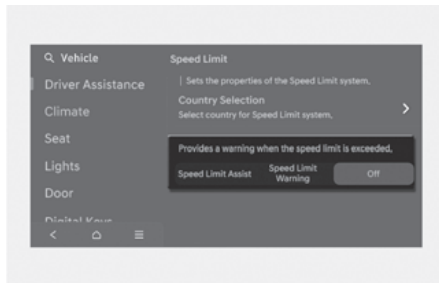 Vehicle
Driver Assistance
Climate
Seat
Lights
Door
Digital Keys
Speed Limit
Sets the properties of the Speed Limit system.
Country Selection
Select country for Speed Limit system.
Provides a warning when the speed limit is exceeded.
Speed Limit Assist
Speed Limit
Warning
Off